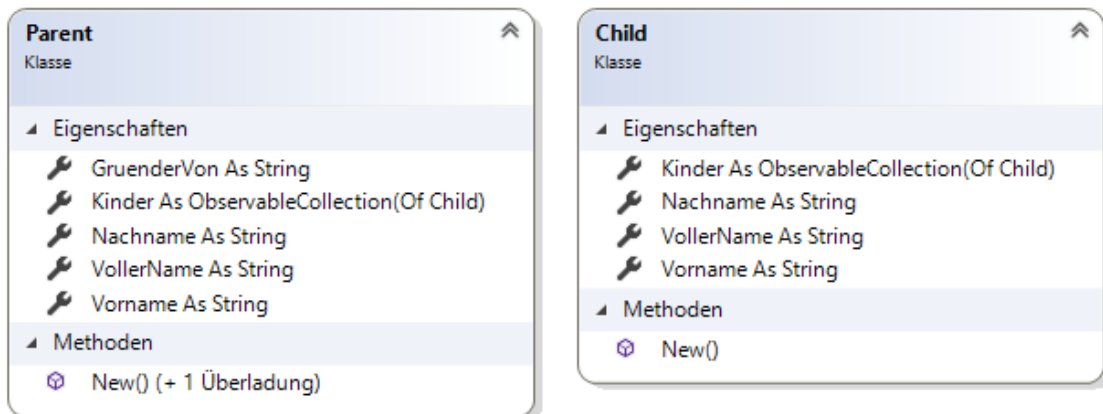 Parent
Klasse
Eigenschaften
GruenderVon As String
Kinder As ObservableCollection(Of Child)
Nachname As String
VollerName As String
Vorname As String
Methoden
New() (+ 1 Überladung)
Child
Klasse
Eigenschaften
Kinder As ObservableCollection(Of Child)
Nachname As String
VollerName As String
Vorname As String
Methoden
New()